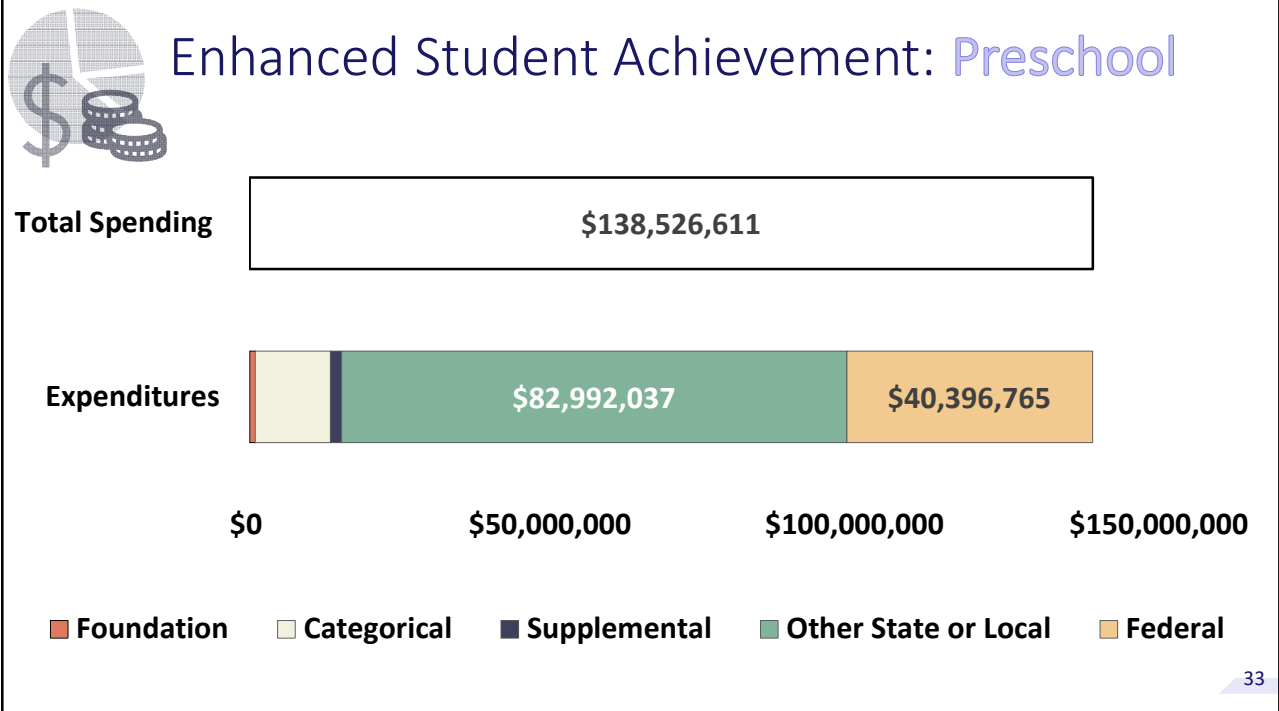 Enhanced Student Achievement: Preschool
Total Spending
$138,526,611
Expenditures
$82,992,037
$40,396,765
$0
$50,000,000
$100,000,000
$150,000,000
Foundation
Categorical
Supplemental
Other State or Local
Federal
33